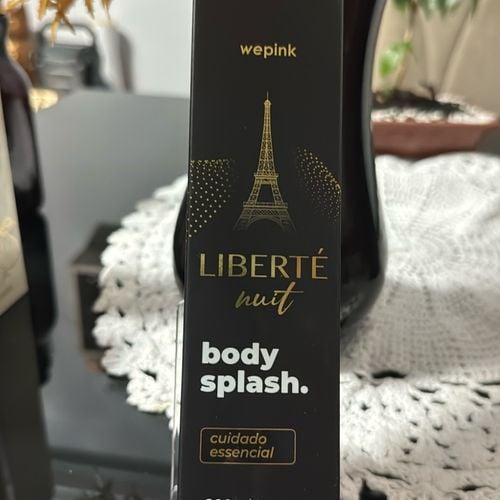 wepink
LIBERTÉ
nuit
body
splash.
cuidado
essencial